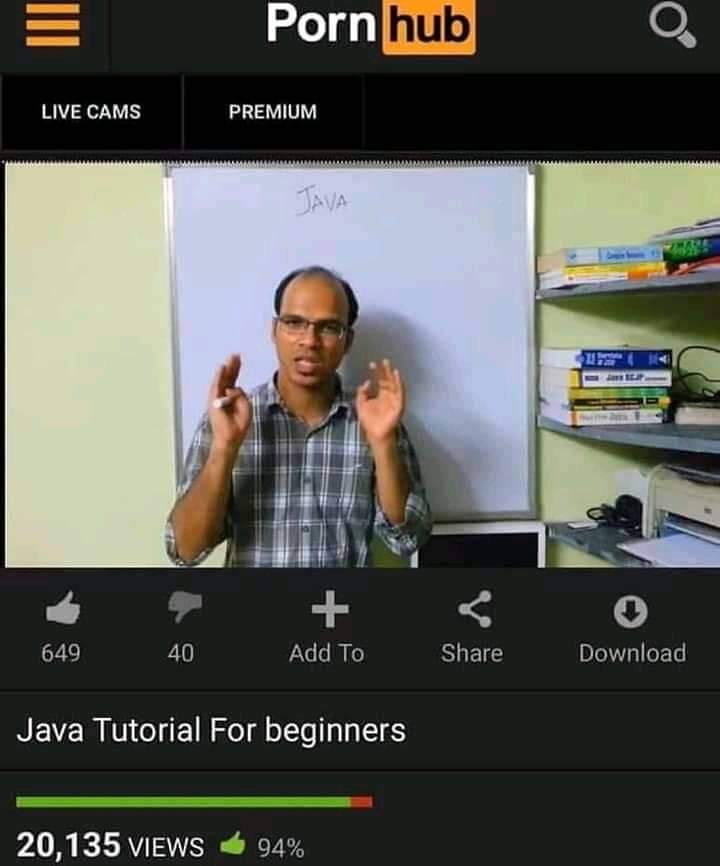 Porn hub
LIVE CAMS PREMIUM
JAVA
649 40 Add To Share Download
Java Tutorial For beginners
20,135 VIEWS 94%